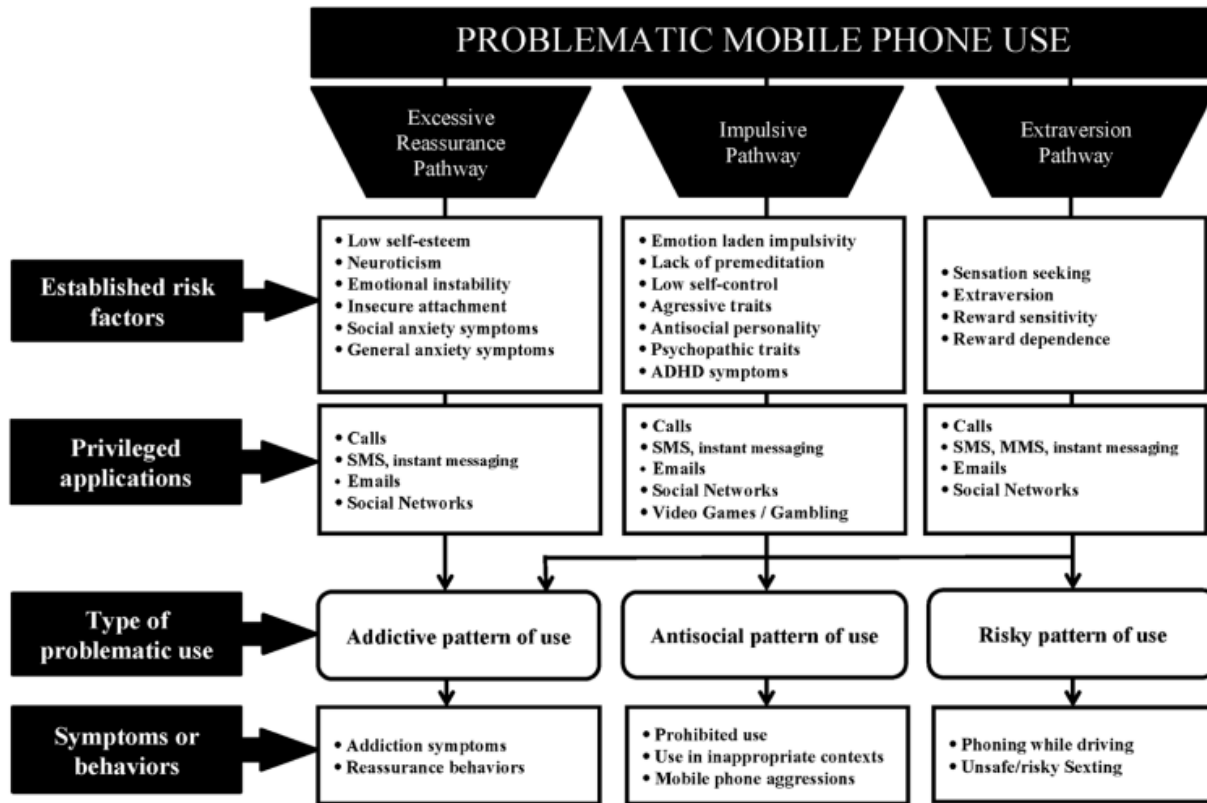 PROBLEMATIC MOBILE PHONE USE
Excessive
Reassurance
Pathway
Impulsive
Pathway
Extraversion
Pathway
Established risk
factors
• Low self-esteem
• Neuroticism
• Emotional instability
• Insecure attachment
• Social anxiety symptoms
• General anxiety symptoms
• Emotion laden impulsivity
• Lack of premeditation
• Low self-control
• Agressive traits
• Antisocial personality
• Psychopathic traits
• ADHD symptoms
• Sensation seeking
• Extraversion
• Reward sensitivity
• Reward dependence
Privileged
applications
• Calls
• SMS, instant messaging
• Emails
• Social Networks
• Calls
• SMS, instant messaging
• Emails
• Social Networks
• Video Games / Gambling
• Calls
• SMS, MMS, instant messaging
• Emails
• Social Networks
Type of
problematic use
Addictive pattern of use
Antisocial pattern of use
Risky pattern of use
Symptoms or
behaviors
• Addiction symptoms
• Reassurance behaviors
• Prohibited use
• Use in inappropriate contexts
• Mobile phone aggressions
• Phoning while driving
• Unsafe/risky Sexting